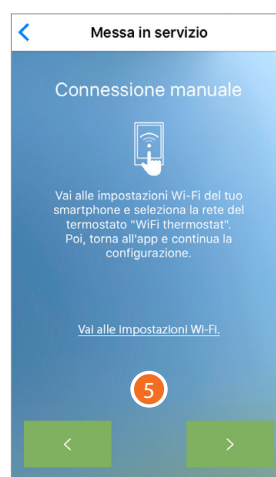 Messa in servizio
Connessione manuale
Vai alle impostazioni Wi-Fi del tuo
smartphone e seleziona la rete del
termostato "WiFi thermostat".
Poi, torna all'app e continua la
configurazione.
Vai alle impostazioni Wi-Fi.
5